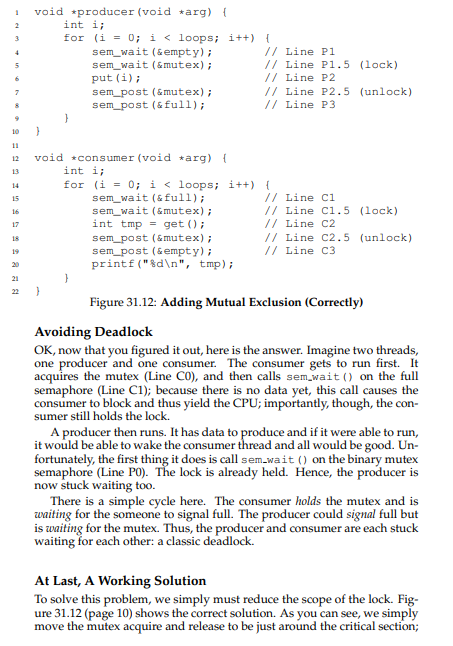 1 void *producer(void *arg) {
2 int i;
3 for (i = 0; i < loops; i++) {
4 sem_wait(&empty); // Line P1
5 sem_wait(&mutex); // Line P1.5 (lock)
6 put(i); // Line P2
7 sem_post(&mutex); // Line P2.5 (unlock)
8 sem_post(&full); // Line P3
9 }
10 }
11
12 void *consumer(void *arg) {
13 int i;
14 for (i = 0; i < loops; i++) {
15 sem_wait(&full); // Line C1
16 sem_wait(&mutex); // Line C1.5 (lock)
17 int tmp = get(); // Line C2
18 sem_post(&mutex); // Line C2.5 (unlock)
19 sem_post(&empty); // Line C3
20 printf("%d\n", tmp);
21 }
22 }
Figure 31.12: Adding Mutual Exclusion (Correctly)
Avoiding Deadlock
OK, now that you figured it out, here is the answer. Imagine two threads,
one producer and one consumer. The consumer gets to run first. It
acquires the mutex (Line C0), and then calls sem_wait() on the full
semaphore (Line C1); because there is no data yet, this call causes the
consumer to block and thus yield the CPU; importantly, though, the con-
sumer still holds the lock.
A producer then runs. It has data to produce and if it were able to run,
it would be able to wake the consumer thread and all would be good. Un-
fortunately, the first thing it does is call sem_wait() on the binary mutex
semaphore (Line P0). The lock is already held. Hence, the producer is
now stuck waiting too.
There is a simple cycle here. The consumer holds the mutex and is
waiting for the someone to signal full. The producer could signal full but
is waiting for the mutex. Thus, the producer and consumer are each stuck
waiting for each other: a classic deadlock.
At Last, A Working Solution
To solve this problem, we simply must reduce the scope of the lock. Fig-
ure 31.12 (page 10) shows the correct solution. As you can see, we simply
move the mutex acquire and release to be just around the critical section;